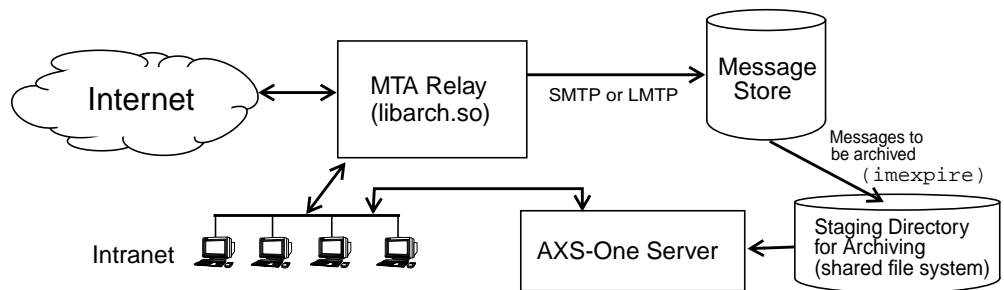 Internet
MTA Relay
(libarch.so)
SMTP or LMTP
Message
Store
Messages to
be archived
(imexpire)
Intranet
AXS-One Server
Staging Directory
for Archiving
(shared file system)